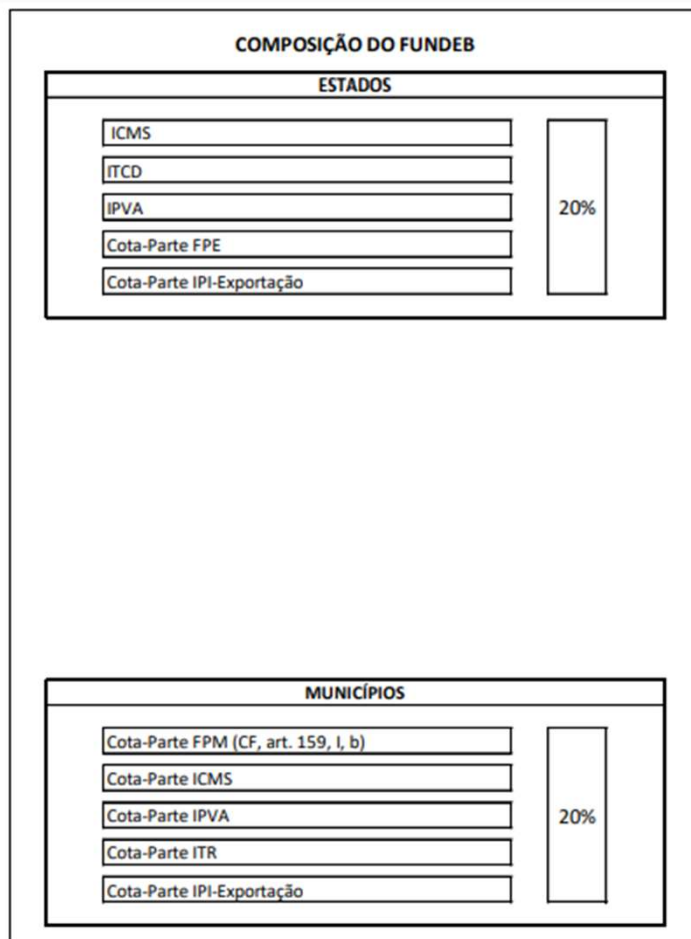 COMPOSIÇÃO DO FUNDEB
ESTADOS
ICMS
ITCD
IPVA
Cota-Parte FPE
Cota-Parte IPI-Exportação
20%
MUNICÍPIOS
Cota-Parte FPM (CF, art. 159, I, b)
Cota-Parte ICMS
Cota-Parte IPVA
Cota-Parte ITR
Cota-Parte IPI-Exportação
20%